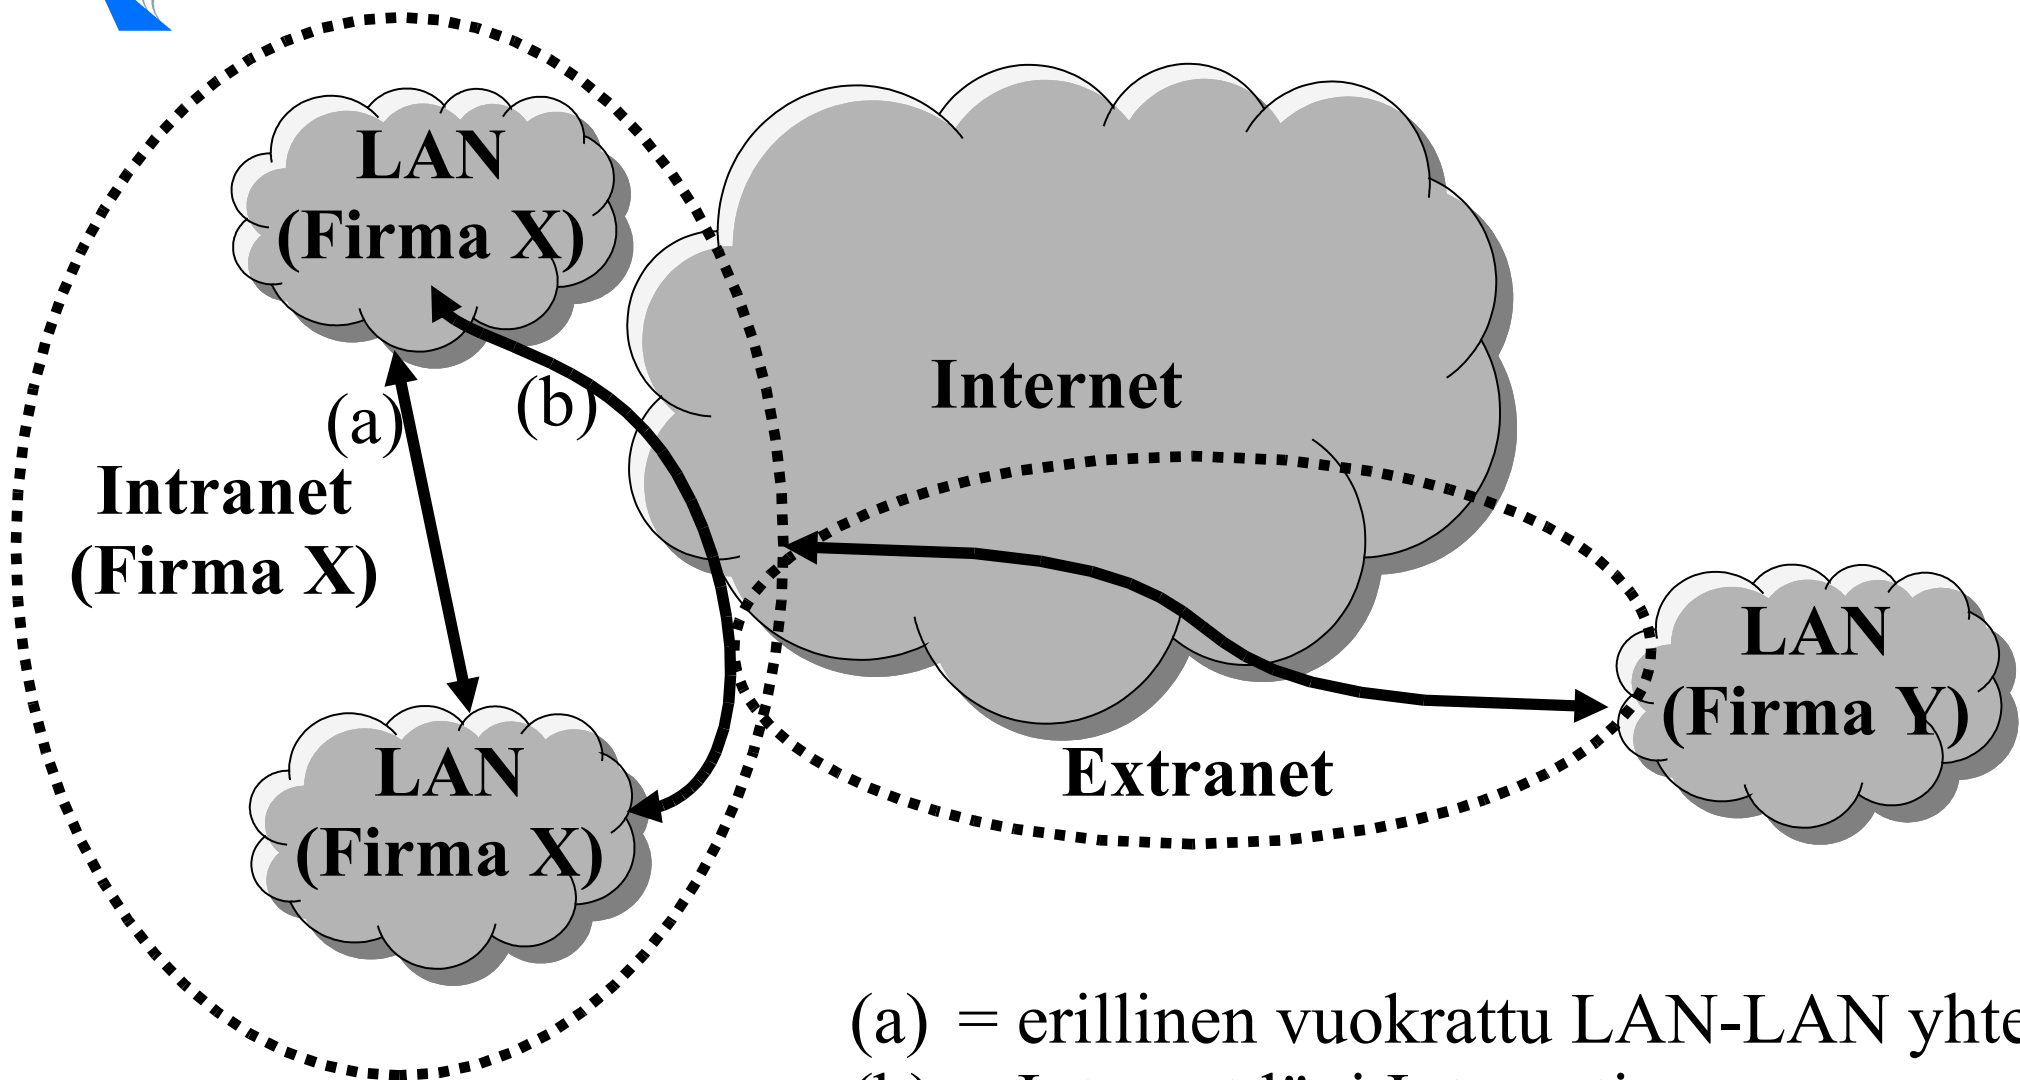 LAN
(Firma X)
Internet
(a)
(b)
Intranet
(Firma X)
LAN
(Firma X)
Extranet
LAN
(Firma Y)
(a) = erillinen vuokrattu LAN-LAN